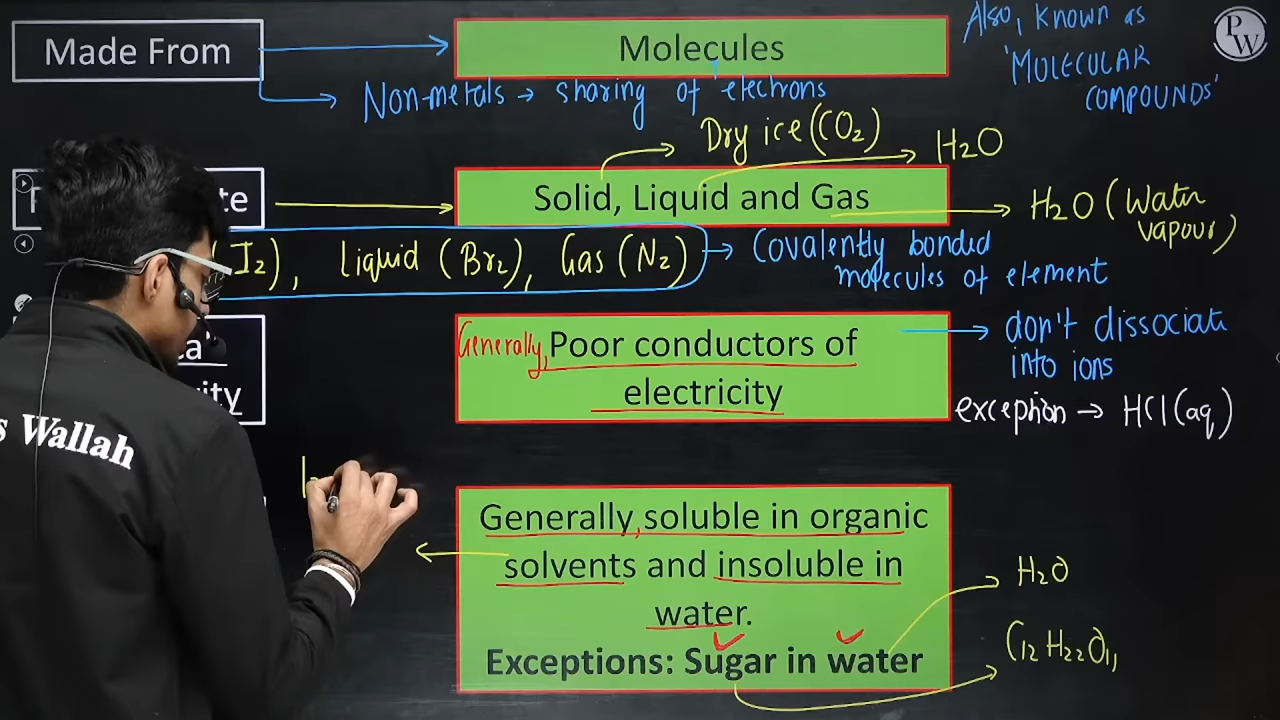 Made From
Molecules
Also, known as
'MOLECULAR
COMPOUNDS'
PW
Non-metals → sharing of electrons
Dry ice (CO₂)
H₂O
Solid, Liquid and Gas
H₂O (Water
vapour)
(I₂), liquid (Br₂), Gas (N₂) → Covalently bonded
molecules of element
Generally, Poor conductors of
electricity
don't dissociate
into ions
exception → HCl (aq)
s Wallah
Generally, soluble in organic
solvents and insoluble in
water.
Exceptions: Sugar in water
H₂O
C₁₂H₂₂O₁₁